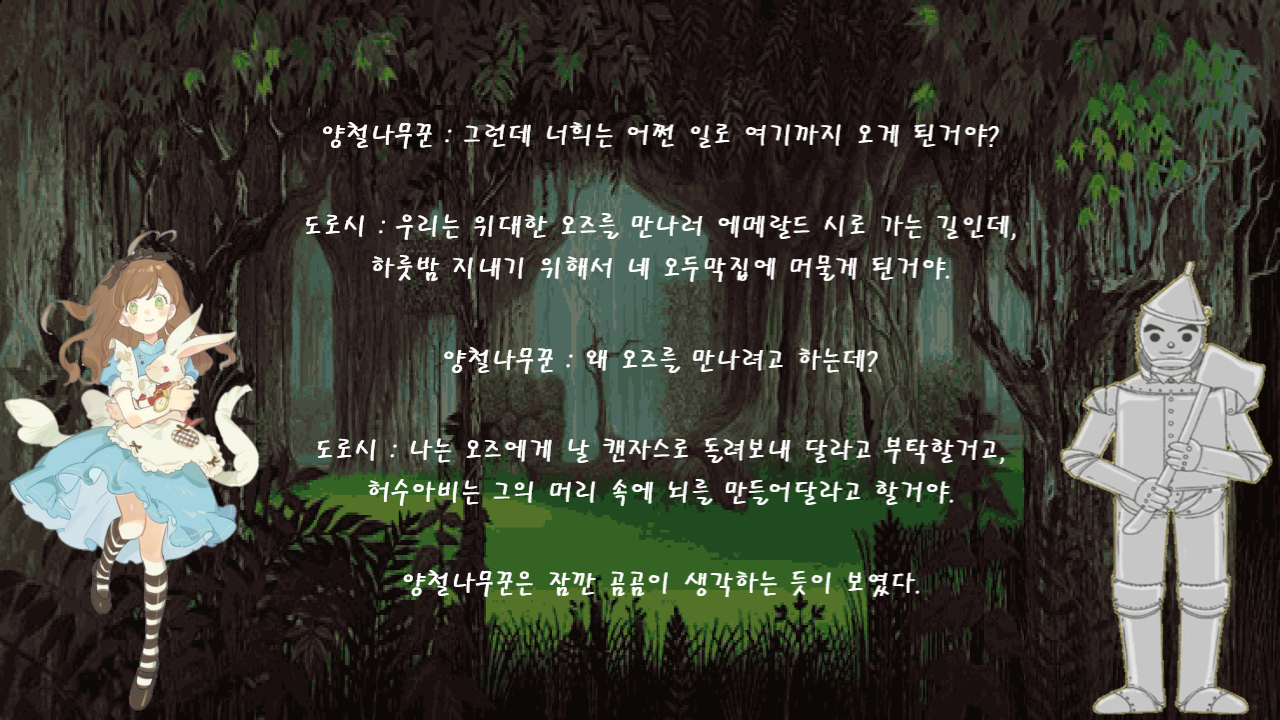 양철나무꾼 : 그런데 너희는 어쩐 일로 여기까지 오게 된거야?
도로시 : 우리는 위대한 오즈를 만나러 에메랄드 시로 가는 길인데,
하룻밤 지내기 위해서 네 오두막집에 머물게 된거야.
양철나무꾼 : 왜 오즈를 만나려고 하는데?
도로시 : 나는 오즈에게 날 캔자스로 돌려보내 달라고 부탁할거고,
허수아비는 그의 머리 속에 뇌를 만들어달라고 할거야.
양철나무꾼은 잠깐 곰곰이 생각하는 듯이 보였다.